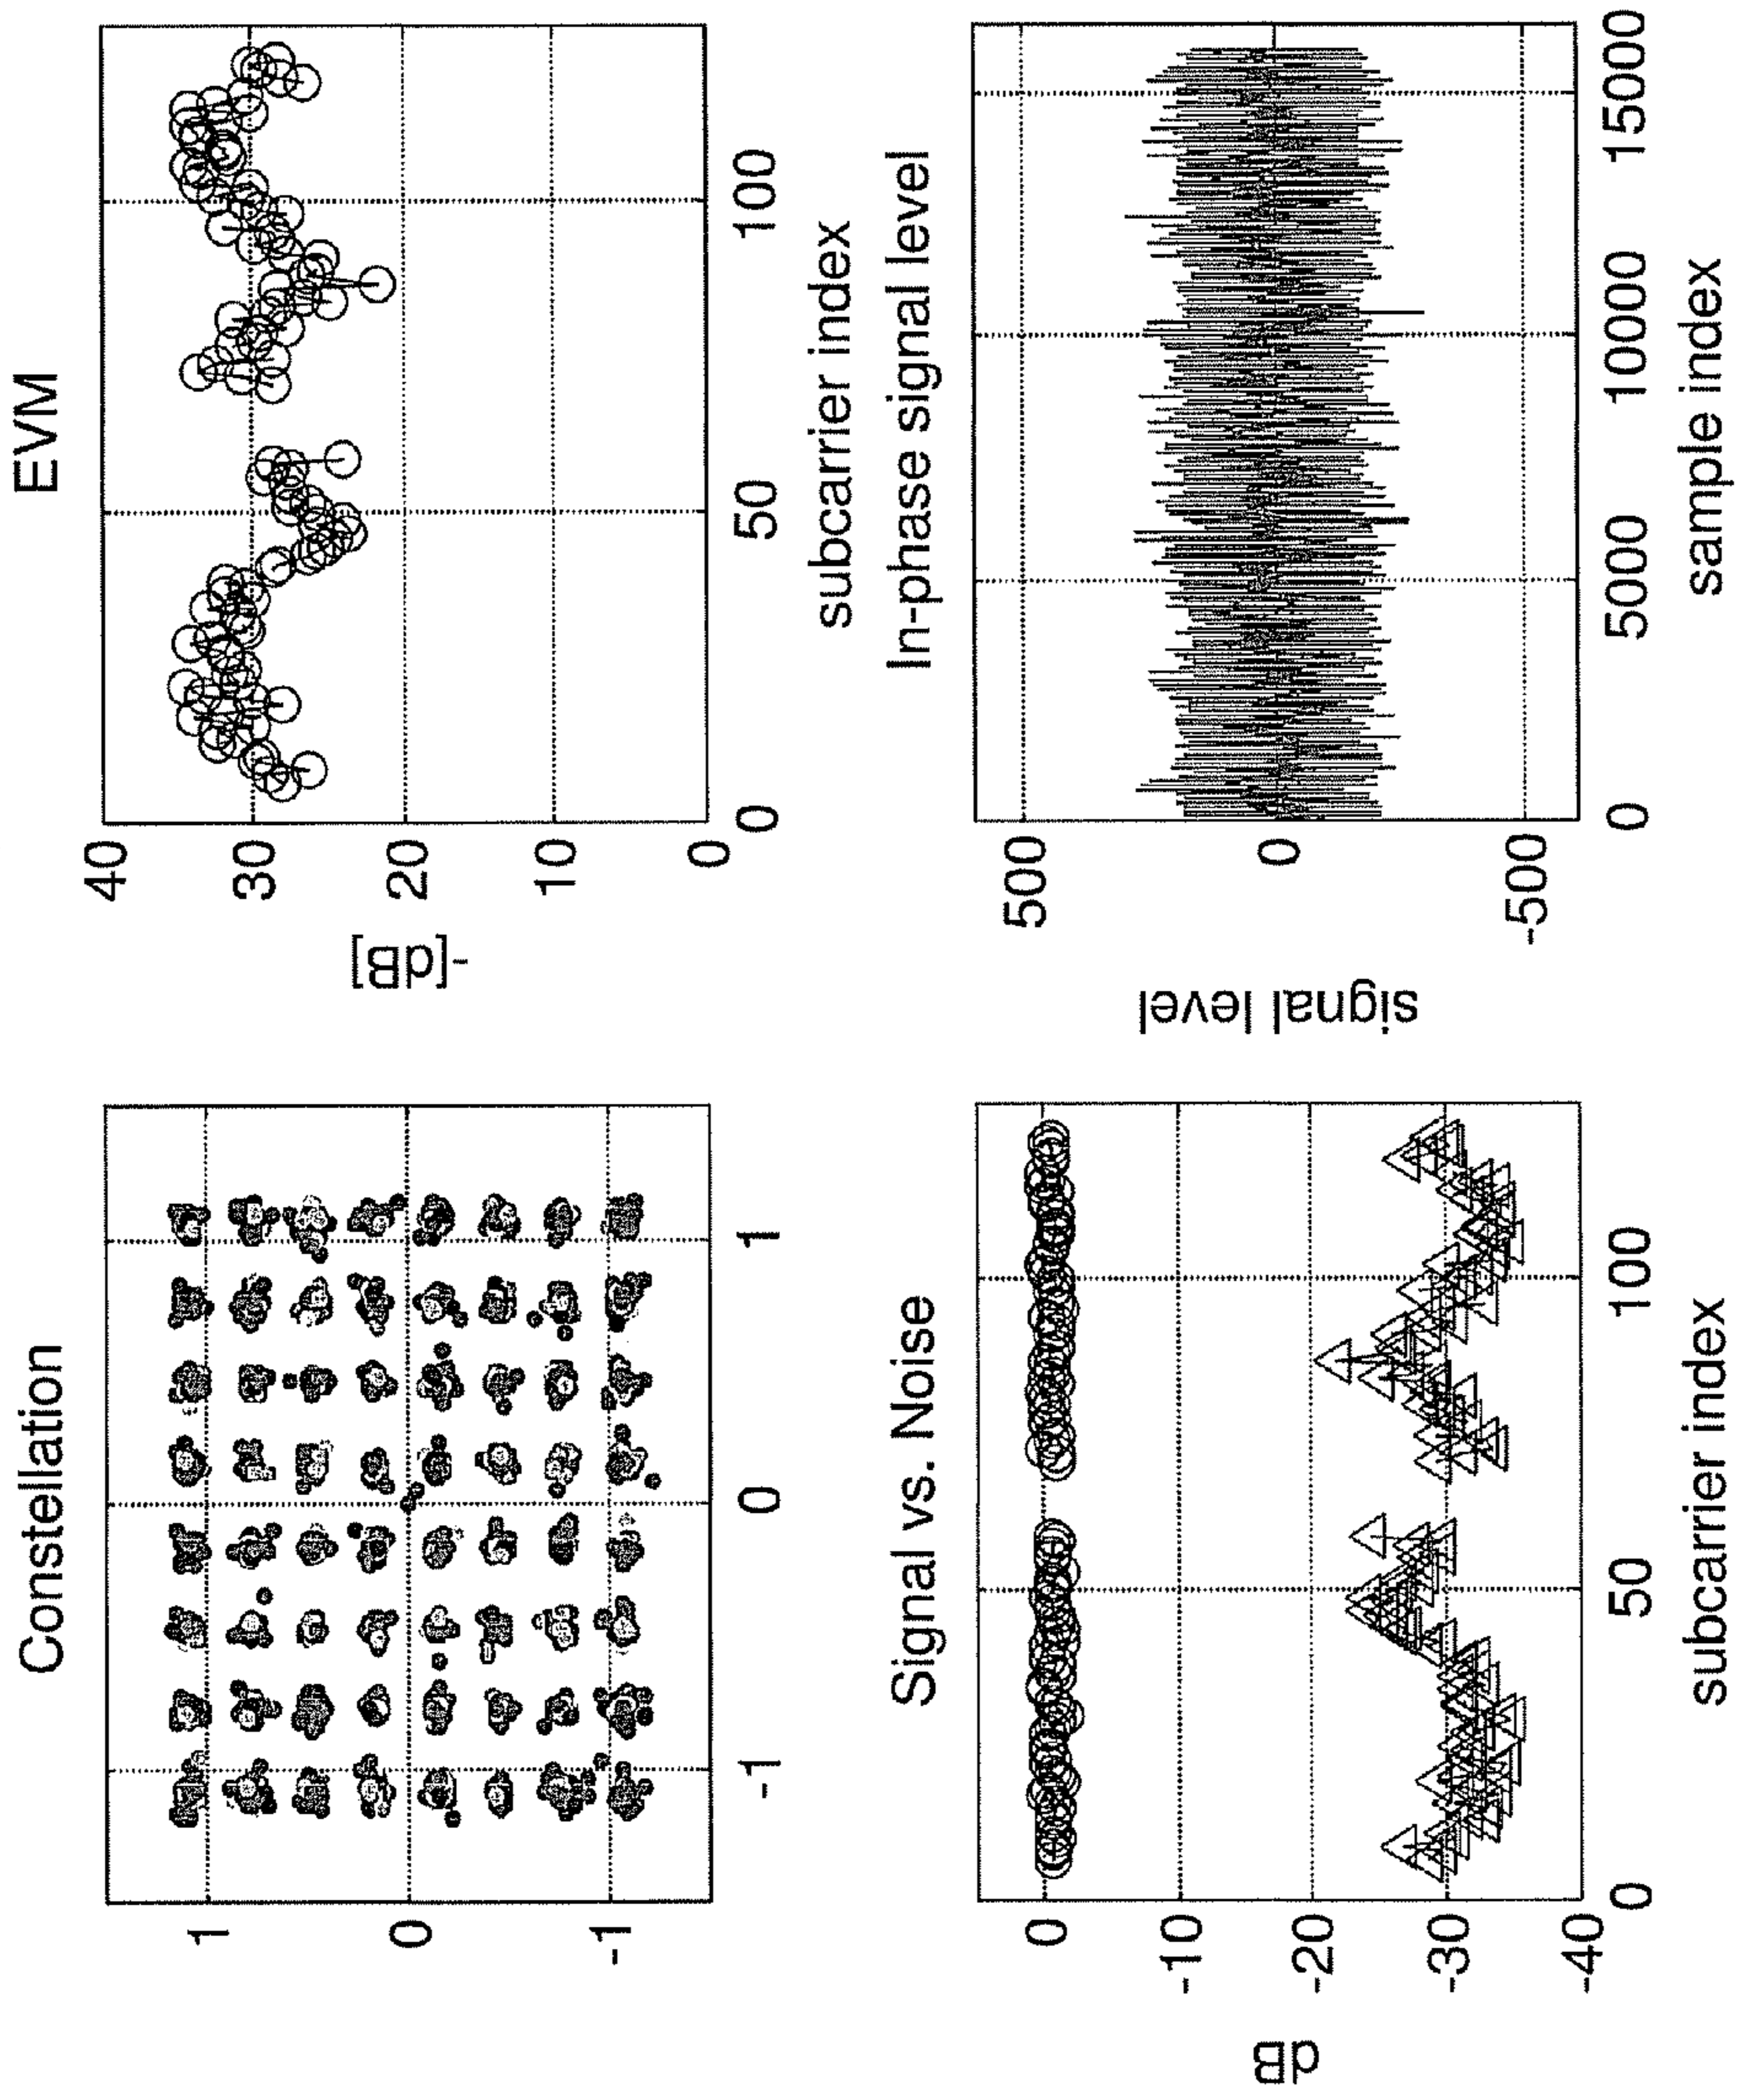 Constellation
1
0
-1
-1
0
1
EVM
-[dB]
40
30
20
10
0
0
50
100
subcarrier index
Signal vs. Noise
dB
0
-10
-20
-30
-40
0
50
100
subcarrier index
In-phase signal level
signal level
500
0
-500
0
5000
10000
15000
sample index